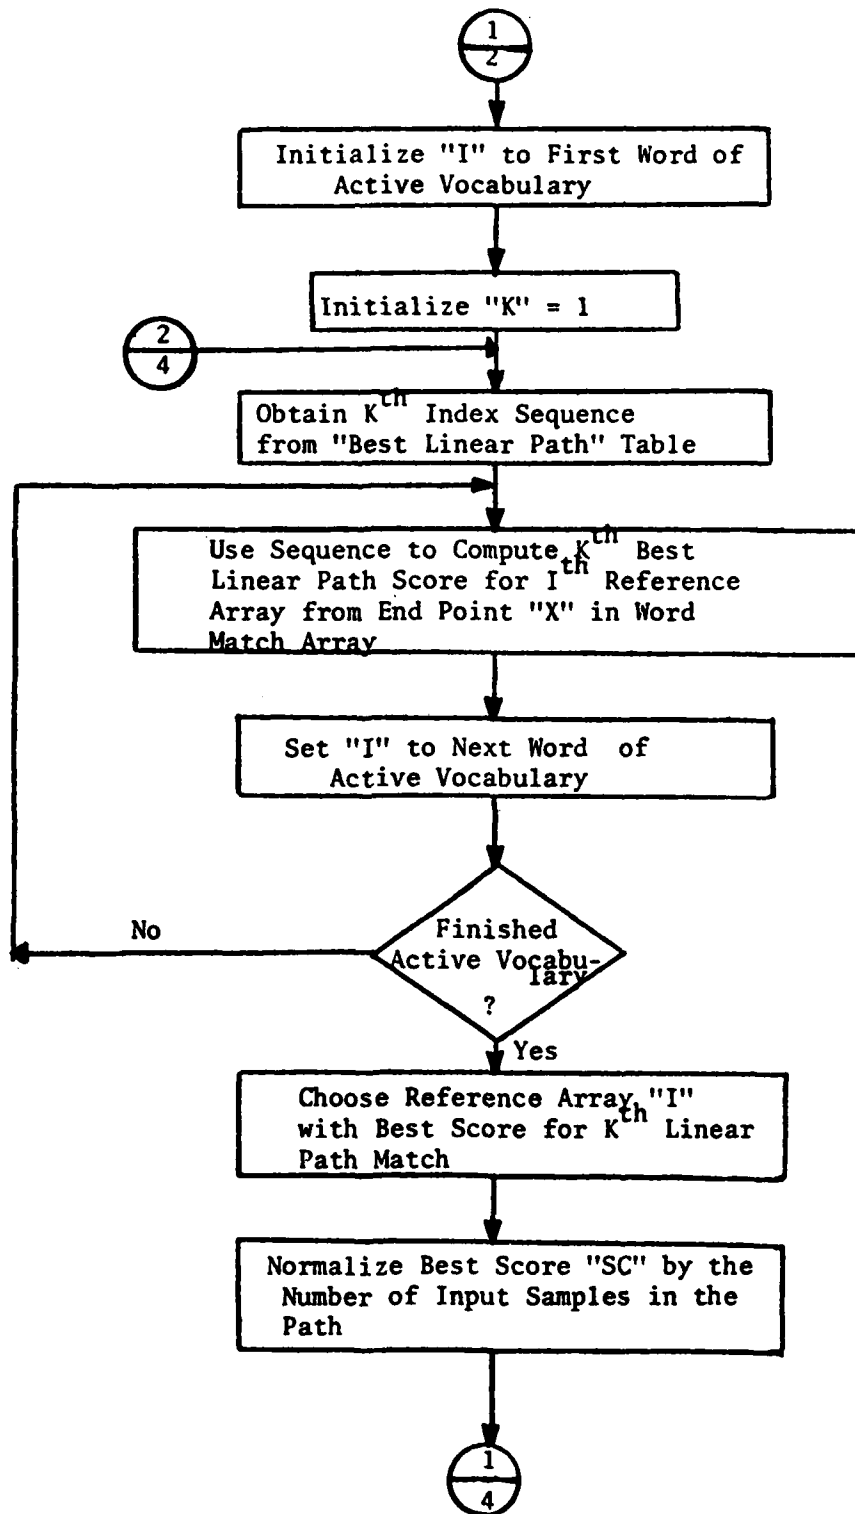 1
2
Initialize "I" to First Word of
Active Vocabulary
Initialize "K" = 1
2
4
Obtain Kth Index Sequence
from "Best Linear Path" Table
Use Sequence to Compute Kth Best
Linear Path Score for Ith Reference
Array from End Point "X" in Word
Match Array
Set "I" to Next Word of
Active Vocabulary
No
Finished
Active Vocabu-
lary
?
Yes
Choose Reference Array "I"
with Best Score for Kth Linear
Path Match
Normalize Best Score "SC" by the
Number of Input Samples in the
Path
1
4